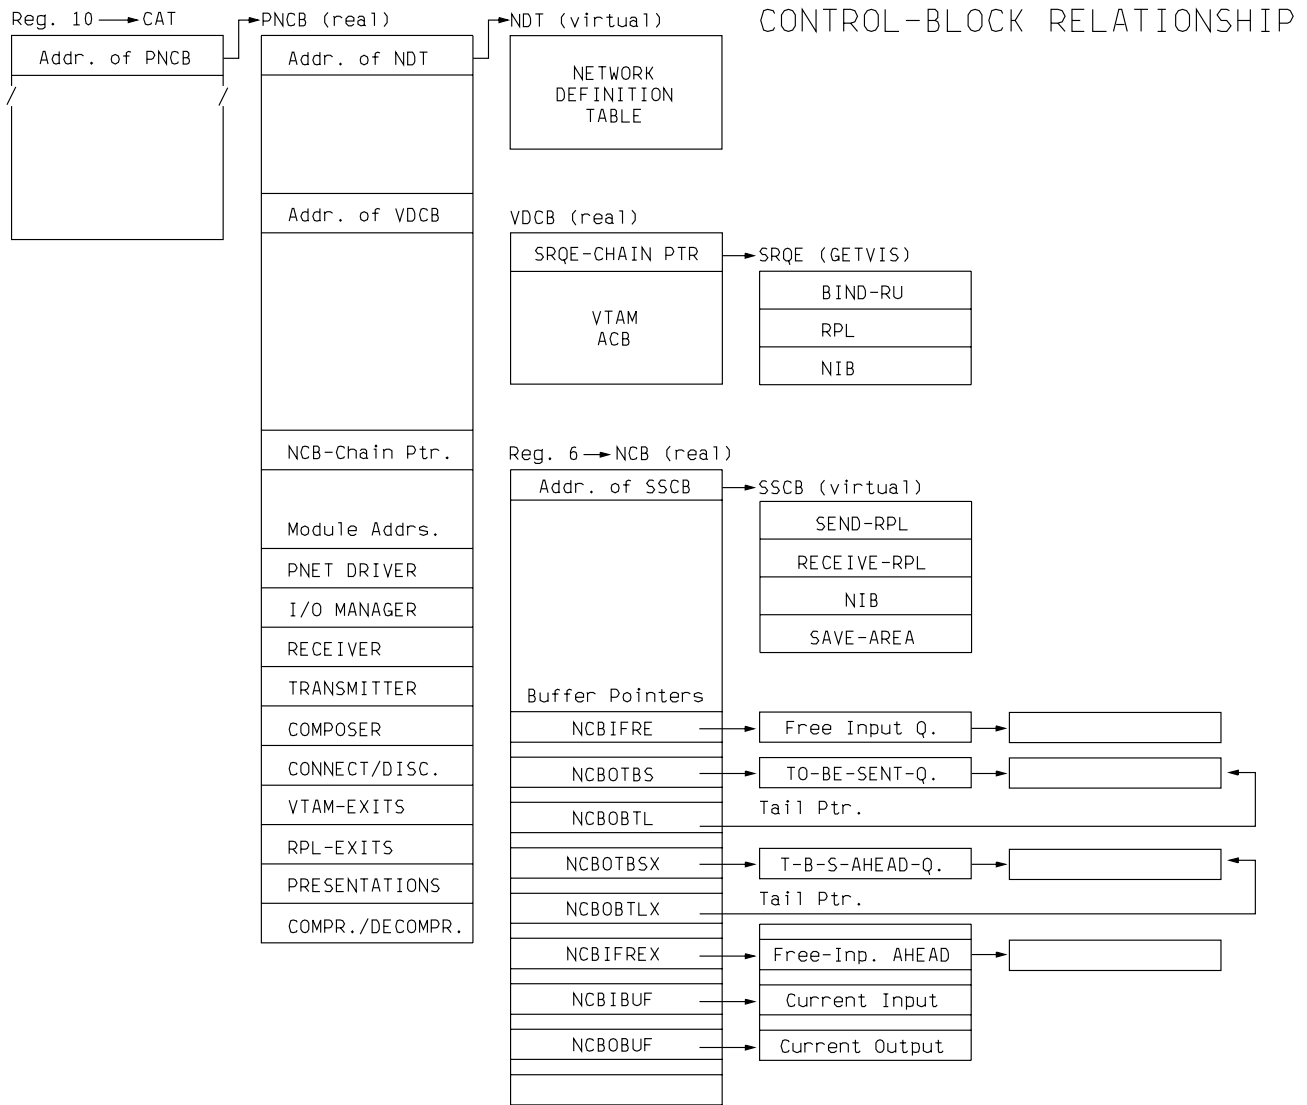 CONTROL-BLOCK RELATIONSHIP
Reg. 10 CAT
Addr. of PNCB
PNCB (real)
Addr. of NDT
Addr. of VDCB
NCB-Chain Ptr.
Module Addrs.
PNET DRIVER
I/O MANAGER
RECEIVER
TRANSMITTER
COMPOSER
CONNECT/DISC.
VTAM-EXITS
RPL-EXITS
PRESENTATIONS
COMPR./DECOMPR.
NDT (virtual)
NETWORK
DEFINITION
TABLE
VDCB (real)
SRQE-CHAIN PTR
VTAM
ACB
SRQE (GETVIS)
BIND-RU
RPL
NIB
Reg. 6 NCB (real)
Addr. of SSCB
SSCB (virtual)
SEND-RPL
RECEIVE-RPL
NIB
SAVE-AREA
Buffer Pointers
NCBIFRE
Free Input Q.
NCBOTBS
TO-BE-SENT-Q.
NCBOBTL
Tail Ptr.
NCBOTBSX
T-B-S-AHEAD-Q.
NCBOBTLX
Tail Ptr.
NCBIFREX
Free-Inp. AHEAD
NCBIBUF
Current Input
NCBOBUF
Current Output